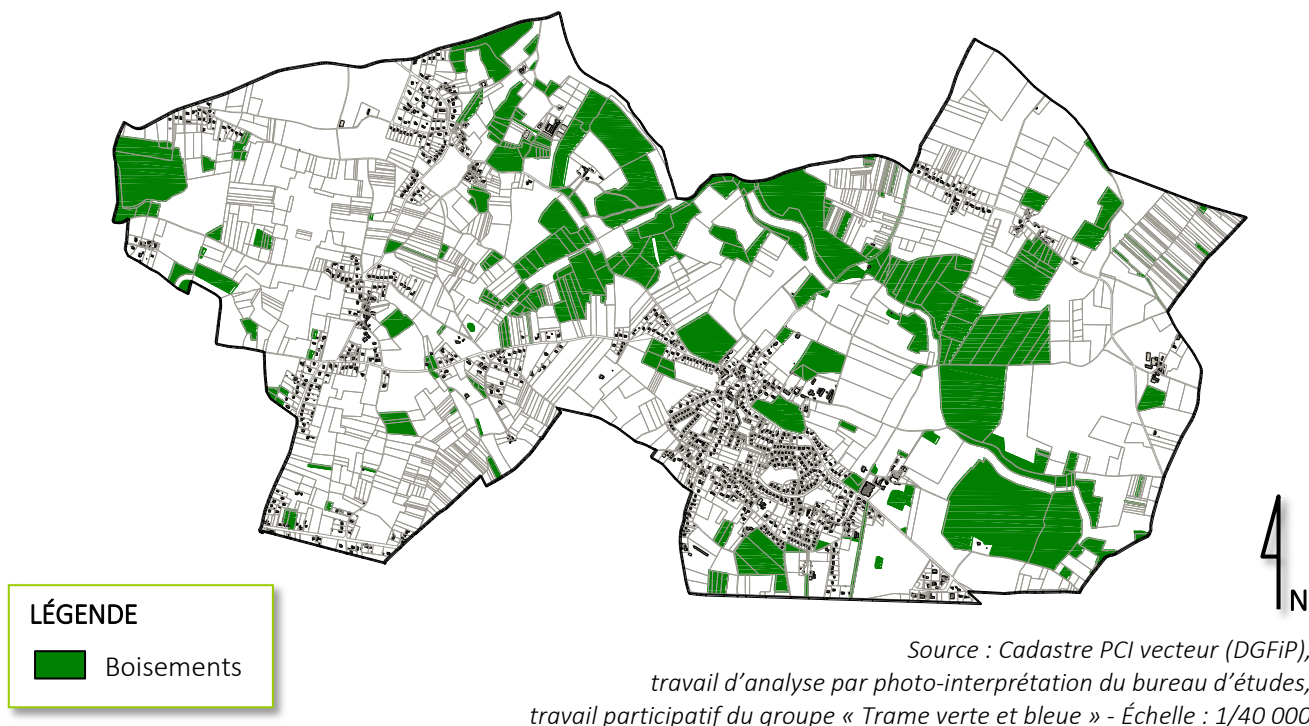 LÉGENDE
Boisements
N
Source : Cadastre PCI vecteur (DGFiP),
travail d’analyse par photo-interprétation du bureau d’études,
travail participatif du groupe « Trame verte et bleue » - Échelle : 1/40 000